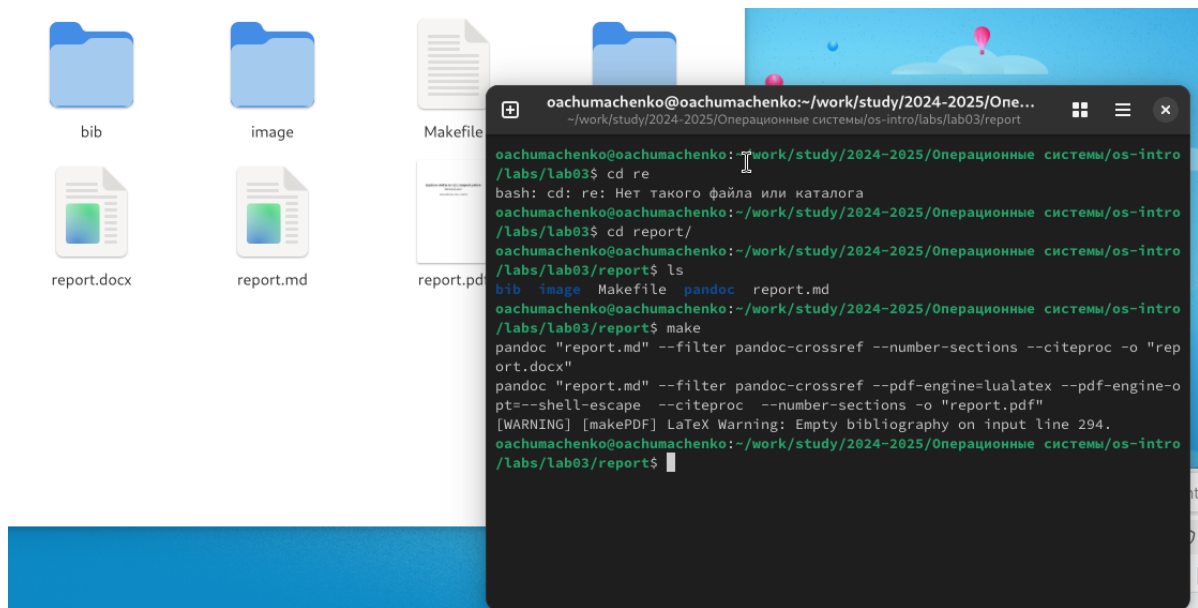 bib
image
Makefile
report.docx
report.md
report.pdf
oachumachenko@oachumachenko:~/work/study/2024-2025/Опе...
~/work/study/2024-2025/Операционные системы/os-intro/labs/lab03/report
oachumachenko@oachumachenko:~/work/study/2024-2025/Операционные системы/os-intro
/labs/lab03$ cd re
bash: cd: re: Нет такого файла или каталога
oachumachenko@oachumachenko:~/work/study/2024-2025/Операционные системы/os-intro
/labs/lab03$ cd report/
oachumachenko@oachumachenko:~/work/study/2024-2025/Операционные системы/os-intro
/labs/lab03/report$ ls
bib  image  Makefile  pandoc  report.md
oachumachenko@oachumachenko:~/work/study/2024-2025/Операционные системы/os-intro
/labs/lab03/report$ make
pandoc "report.md" --filter pandoc-crossref --number-sections --citeproc -o "rep
ort.docx"
pandoc "report.md" --filter pandoc-crossref --pdf-engine=lualatex --pdf-engine-o
pt=--shell-escape  --citeproc  --number-sections -o "report.pdf"
[WARNING] [makePDF] LaTeX Warning: Empty bibliography on input line 294.
oachumachenko@oachumachenko:~/work/study/2024-2025/Операционные системы/os-intro
/labs/lab03/report$